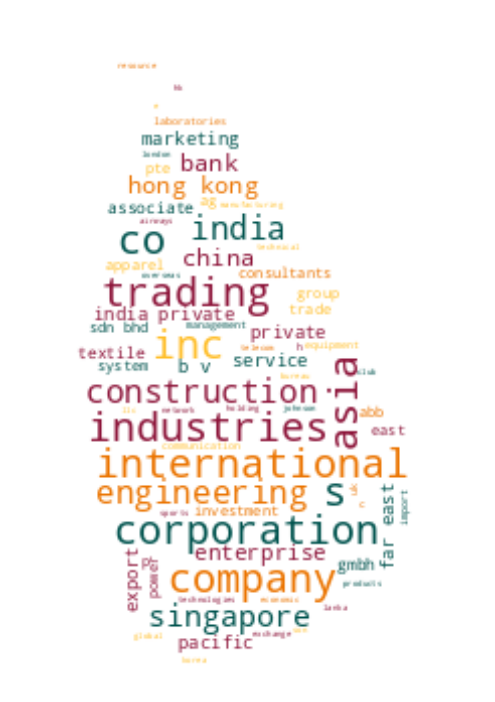 resource
laboratories
marketing
london
pte bank
hong kong
associate ag manufacturing
airways
co india
technical
china
apparel
overseas consultants
trading group
india private trade
sdn bhd management private
inc
telecom h equipment
textile service
system b v club
bureau
construction asia
llc network holding johnson abb
industries east
communication
international
engineering s uk
c import
sports investment far east
corporation
enterprise
export p power gmbh
company products
technologies economic
lanka
singapore
global exchange
pacific
korea